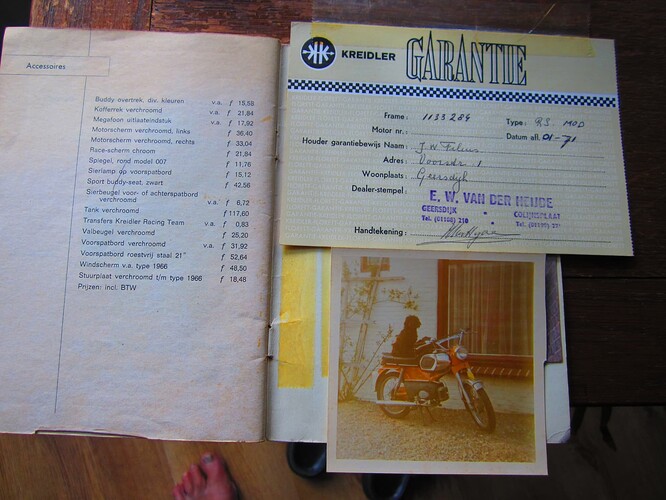 Accessoires
Buddy overtrek, div. kleuren v.a. ƒ 15,58
Kofferrek verchroomd v.a. ƒ 21,84
Megafoon uitlaateindstuk v.a. ƒ 17,92
Motorscherm verchroomd, links ƒ 36,40
Motorscherm verchroomd, rechts ƒ 33,04
Race-scherm chroom ƒ 21,84
Spiegel, rond model 007 ƒ 11,76
Sierlamp op voorspatbord ƒ 15,12
Sport buddy-seat, zwart ƒ 42,56
Sierbeugel voor- of achterspatbord
verchroomd v.a. ƒ 6,72
Tank verchroomd ƒ 117,60
Transfers Kreidler Racing Team v.a. ƒ 0,83
Valbeugel verchroomd ƒ 25,20
Voorspatbord verchroomd v.a. ƒ 31,92
Voorspatbord roestvrij staal 21" ƒ 52,64
Windscherm v.a. type 1966 ƒ 48,50
Stuurplaat verchroomd t/m type 1966 ƒ 18,48
Prijzen: incl. BTW
KREIDLER GARANTIE
Frame: 1133284 Type: R.S. MOD
Motor nr.: Datum afl. 01-71
Houder garantiebewijs Naam: J.W. Filius
Adres: Voorstr. 1
Woonplaats: Geersdijk
Dealer-stempel: E. W. VAN DER HEIJDE
GEERSDIJK • COLIJNSPLAAT
Handtekening: